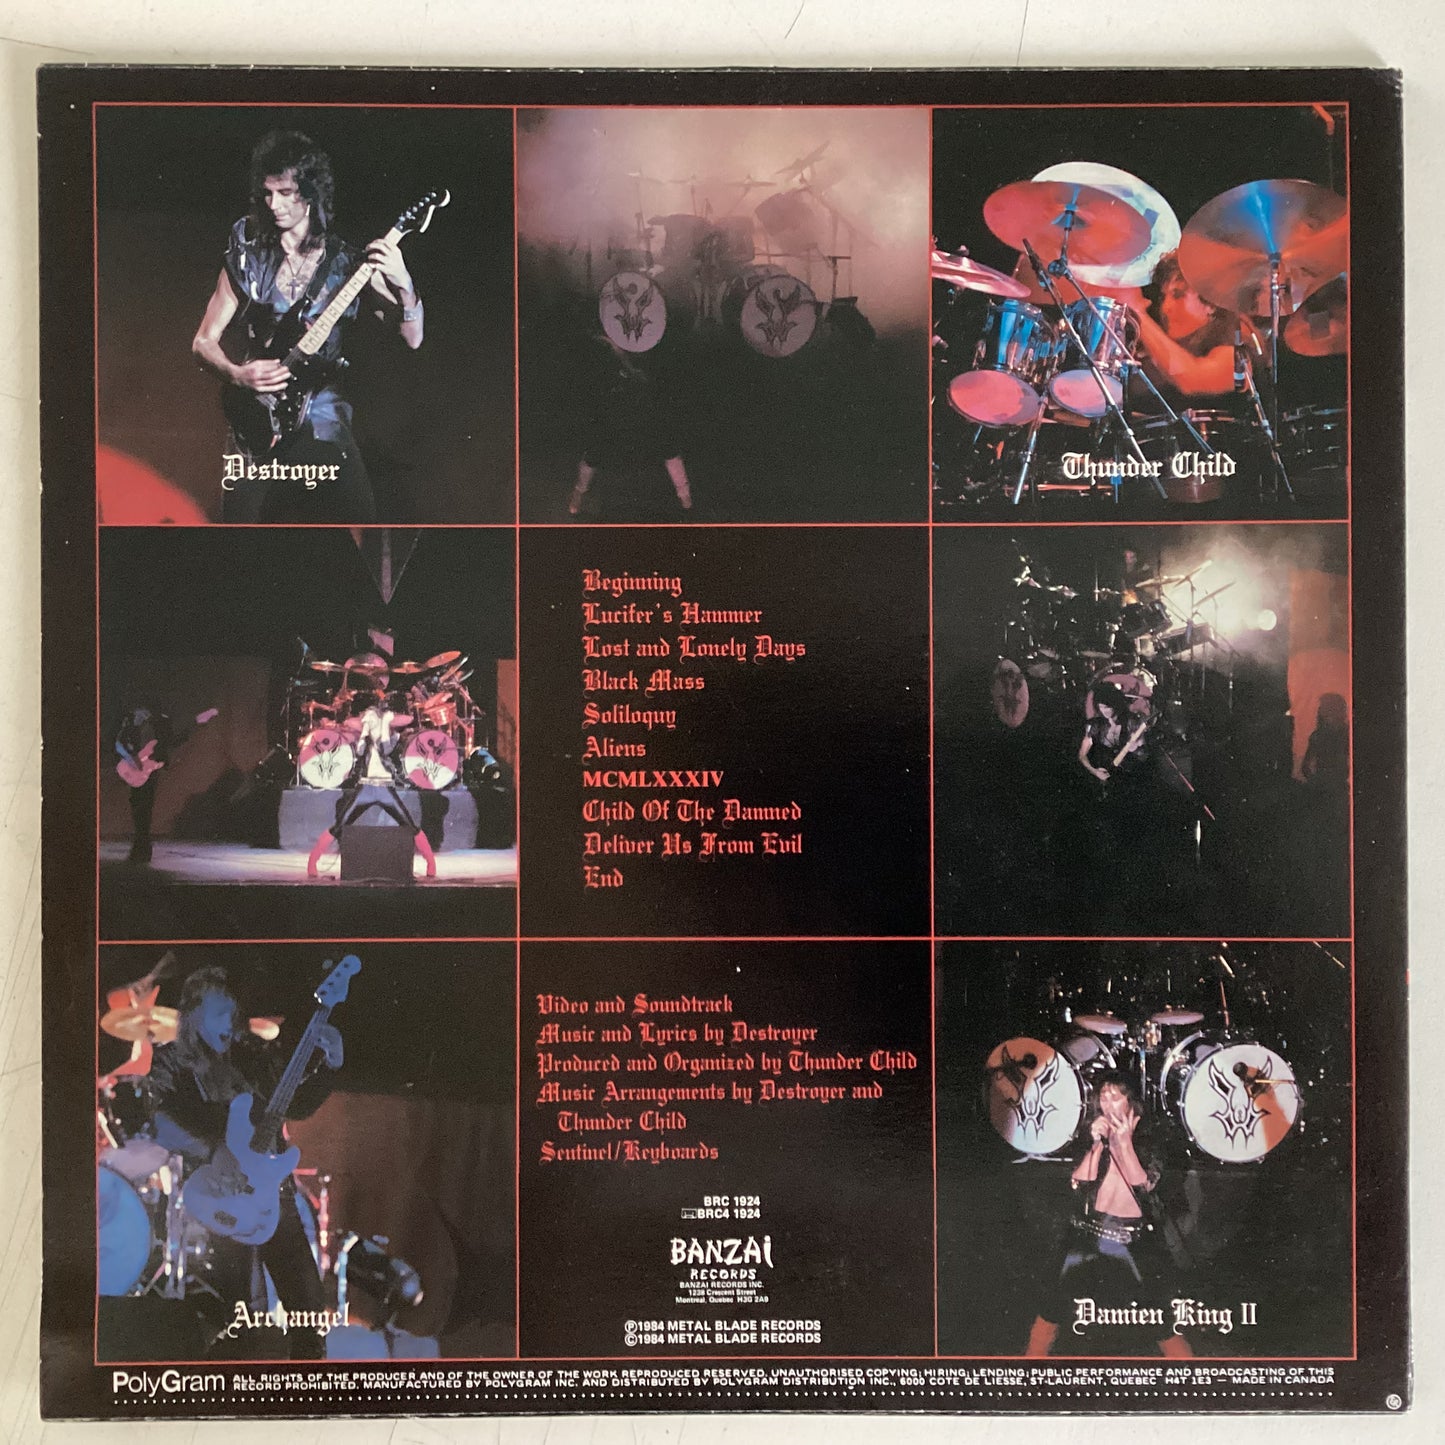 Destroyer
Thunder Child
Beginning
Lucifer's Hammer
Lost and Lonely Days
Black Mass
Soliloquy
Aliens
MCMLXXXIV
Child Of The Damned
Deliver Us From Evil
End
Video and Soundtrack
Music and Lyrics by Destroyer
Produced and Organized by Thunder Child
Music Arrangements by Destroyer and
Thunder Child
Sentinel/Keyboards
BRC 1924
BRC4 1924
BANZAI
RECORDS
BANZAI RECORDS INC.
1238 Crescent Street
Montreal, Quebec H3G 2A9
Ⓟ1984 METAL BLADE RECORDS
©1984 METAL BLADE RECORDS
Archangel
Damien King II
PolyGram
ALL RIGHTS OF THE PRODUCER AND OF THE OWNER OF THE WORK REPRODUCED RESERVED. UNAUTHORISED COPYING; HIRING; LENDING; PUBLIC PERFORMANCE AND BROADCASTING OF THIS
RECORD PROHIBITED. MANUFACTURED BY POLYGRAM INC. AND DISTRIBUTED BY POLYGRAM DISTRIBUTION INC., 6000 COTE DE LIESSE, ST-LAURENT, QUEBEC H4T 1E3 — MADE IN CANADA